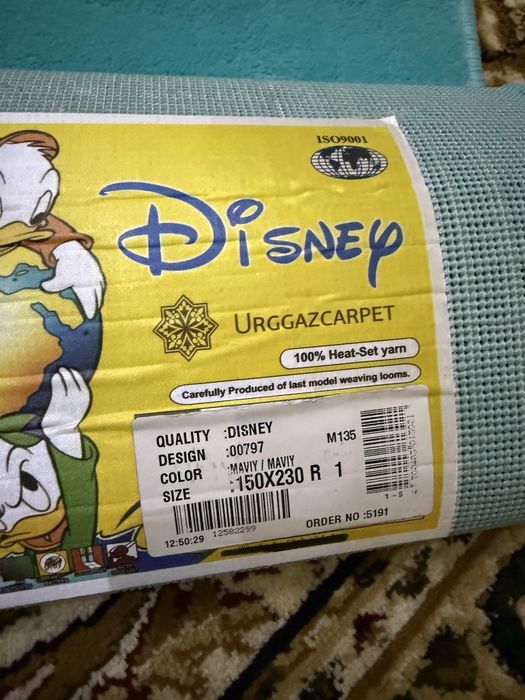 ISO9001
Disney
URGGAZCARPET
100% Heat-Set yarn
Carefully Produced of last model weaving looms.
QUALITY :DISNEY
DESIGN :00797
M135
COLOR :MAVIY / MAVIY
SIZE 150X230 R 1
12:50:29 12582299
ORDER NO :5191